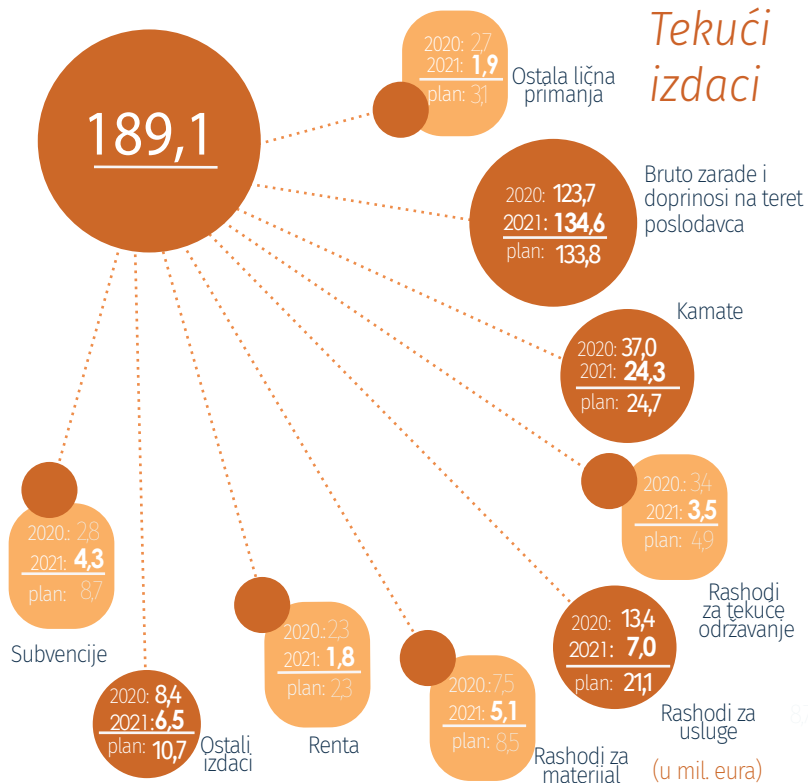 Tekući
izdaci
189,1
2020: 2,7
2021: 1,9
plan: 3,1
Ostala lična
primanja
2020: 123,7
2021: 134,6
plan: 133,8
Bruto zarade i
doprinosi na teret
poslodavca
Kamate
2020: 37,0
2021: 24,3
plan: 24,7
2020.: 3,4
2021: 3,5
plan: 4,9
Rashodi
za tekuće
održavanje
2020: 13,4
2021: 7,0
plan: 21,1
Rashodi za
usluge
2020.: 7,5
2021: 5,1
plan: 8,5
Rashodi za
materijal
2020.: 2,3
2021: 1,8
plan: 2,3
Renta
2020: 8,4
2021: 6,5
plan: 10,7
Ostali
izdaci
2020.: 2,8
2021: 4,3
plan: 8,7
Subvencije
(u mil. eura)